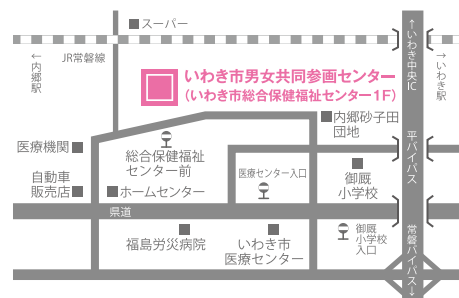 スーパー
JR常磐線
←内郷駅
↑いわき中央IC
→いわき駅
いわき市男女共同参画センター
(いわき市総合保健福祉センター1F)
内郷砂子田
団地
医療機関
総合保健福祉
センター前
平バイパス
自動車
販売店
ホームセンター
医療センター入口
御厩
小学校
県道
福島労災病院
いわき市
医療センター
御厩
小学校
入口
常磐バイパス↓